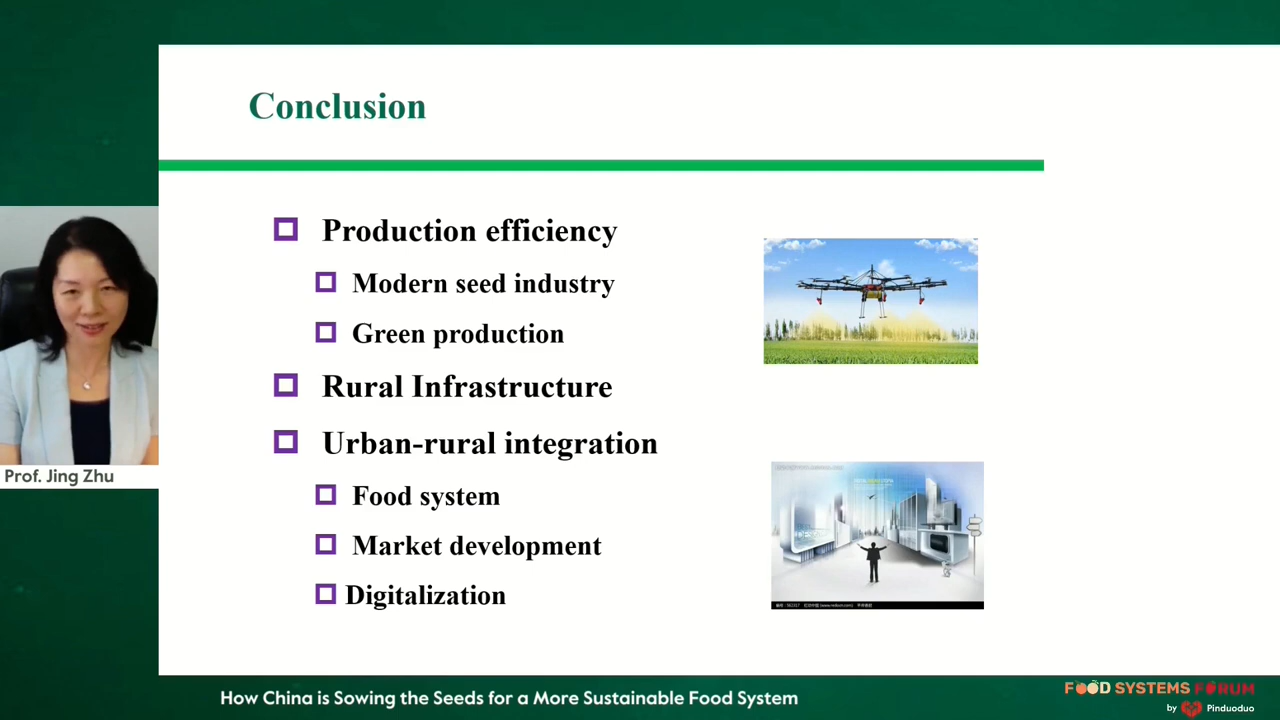 Conclusion
Production efficiency
Modern seed industry
Green production
Rural Infrastructure
Urban-rural integration
Food system
Market development
Digitalization
Prof. Jing Zhu
How China is Sowing the Seeds for a More Sustainable Food System
FOOD SYSTEMS FORUM
by Pinduoduo